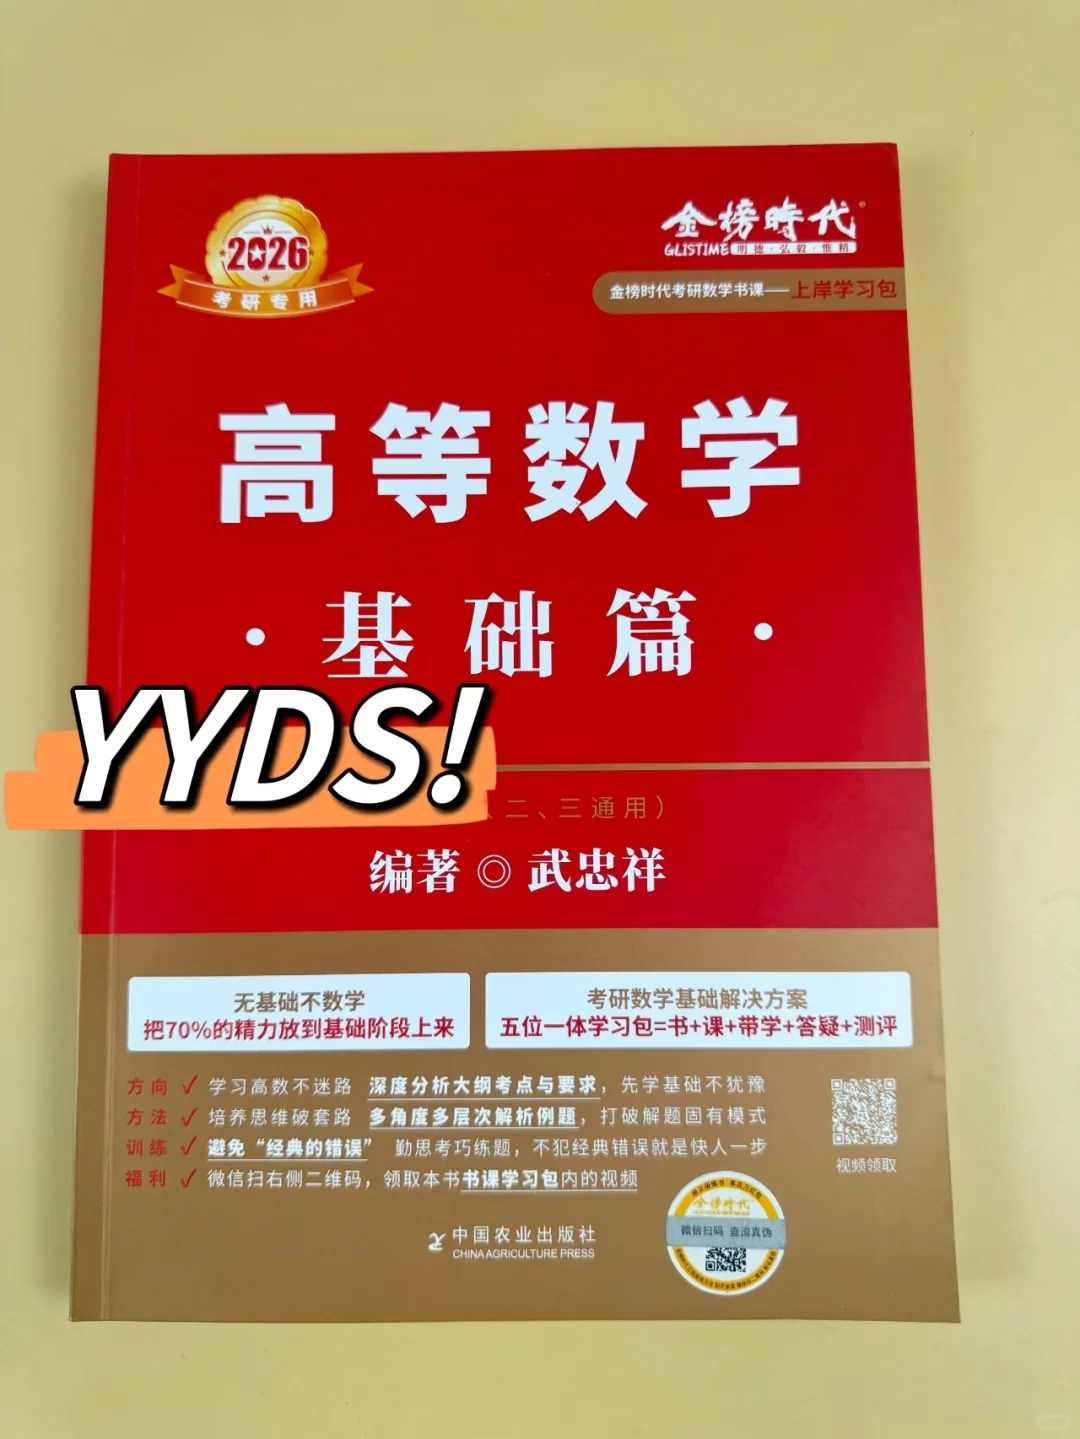 2026
考研专用
金榜時代
GLISTIME 明德·弘毅·惟精
金榜时代考研数学书课——上岸学习包
高等数学
·基础篇·
YYDS!
、二、三通用）
编著◎武忠祥
无基础不数学
把70%的精力放到基础阶段上来
考研数学基础解决方案
五位一体学习包=书+课+带学+答疑+测评
方向✓学习高数不迷路 深度分析大纲考点与要求，先学基础不犹豫
方法✓培养思维破套路 多角度多层次解析例题，打破解题固有模式
训练✓避免“经典的错误” 勤思考巧练题，不犯经典错误就是快人一步
福利✓微信扫右侧二维码，领取本书书课学习包内的视频
视频领取
中国农业出版社
CHINA AGRICULTURE PRESS
金榜時代
微信扫码 查询真伪